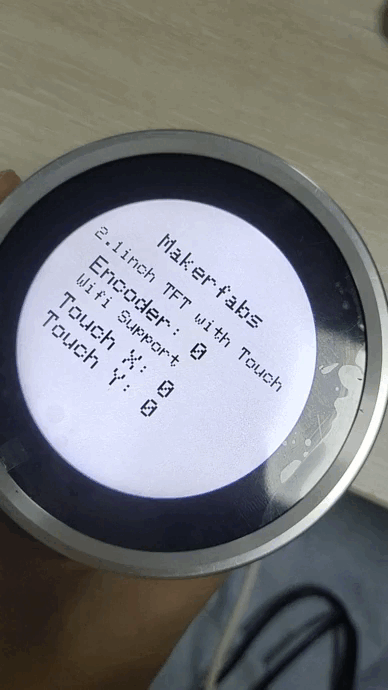 Makerfabs
2.1inch TFT with Touch
Encoder: 0
Wifi Support
Touch X: 0
Touch Y: 0